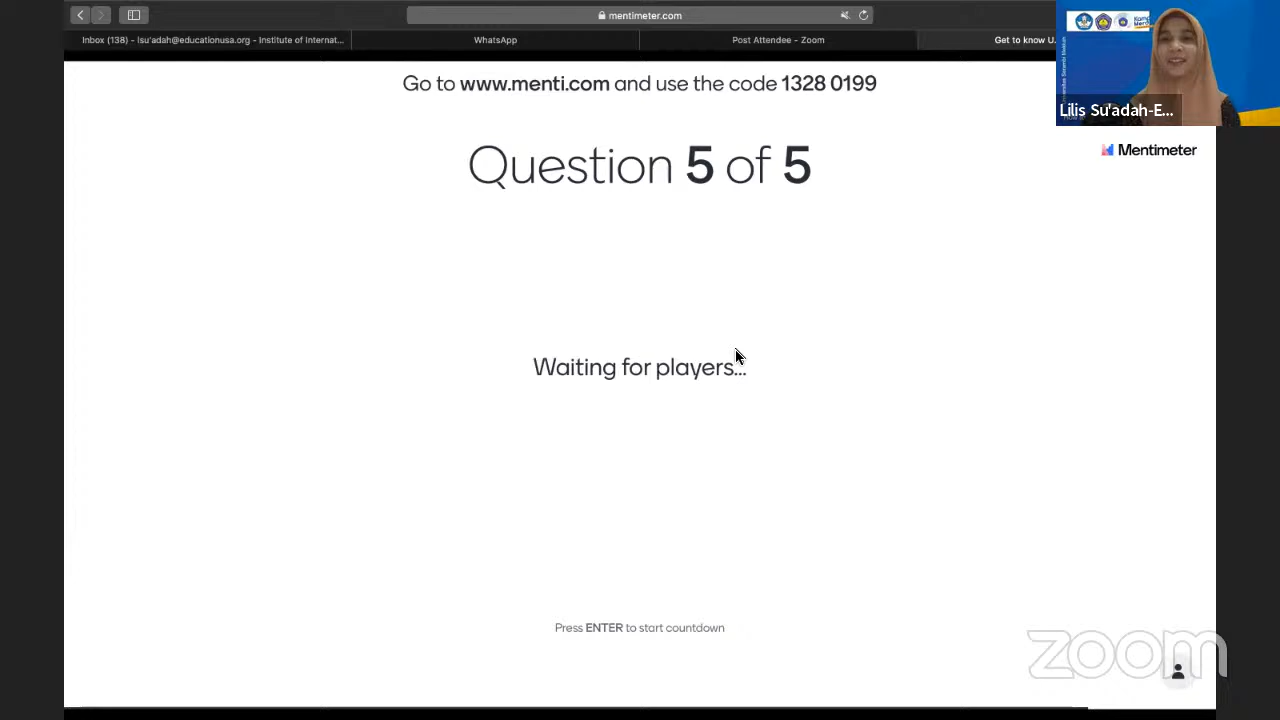 mentimeter.com
Inbox (138) - lsu'adah@educationusa.org - Institute of Internat...
WhatsApp
Post Attendee - Zoom
Get to know U.
Lilis Su'adah-E...
Go to www.menti.com and use the code 1328 0199
Mentimeter
Question 5 of 5
Waiting for players...
Press ENTER to start countdown
zoom